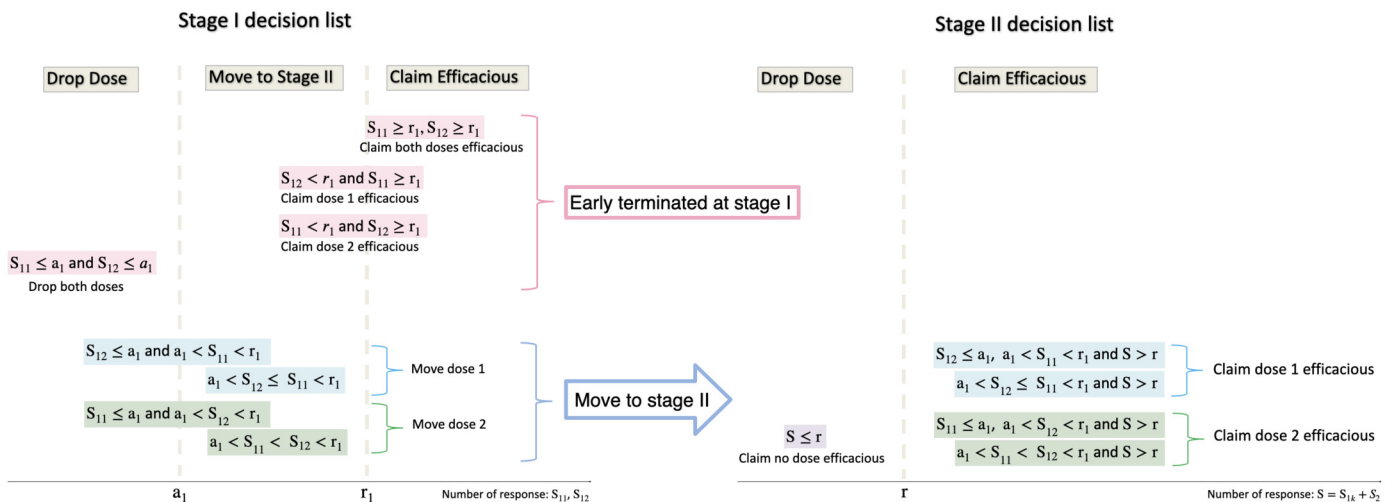 Stage I decision list
Drop Dose
Move to Stage II
Claim Efficacious
S₁₁ ≥ r₁, S₁₂ ≥ r₁
Claim both doses efficacious
S₁₂ < r₁ and S₁₁ ≥ r₁
Claim dose 1 efficacious
S₁₁ < r₁ and S₁₂ ≥ r₁
Claim dose 2 efficacious
S₁₁ ≤ a₁ and S₁₂ ≤ a₁
Drop both doses
Early terminated at stage I
S₁₂ ≤ a₁ and a₁ < S₁₁ < r₁
a₁ < S₁₂ ≤ S₁₁ < r₁
Move dose 1
S₁₁ ≤ a₁ and a₁ < S₁₂ < r₁
a₁ < S₁₁ < S₁₂ < r₁
Move dose 2
Move to stage II
a₁
r₁
Number of response: S₁₁, S₁₂
Stage II decision list
Drop Dose
Claim Efficacious
S₁₂ ≤ a₁, a₁ < S₁₁ < r₁ and S > r
a₁ < S₁₂ ≤ S₁₁ < r₁ and S > r
Claim dose 1 efficacious
S₁₁ ≤ a₁, a₁ < S₁₂ < r₁ and S > r
a₁ < S₁₁ < S₁₂ < r₁ and S > r
Claim dose 2 efficacious
S ≤ r
Claim no dose efficacious
r
Number of response: S = S₁ₖ + S₂